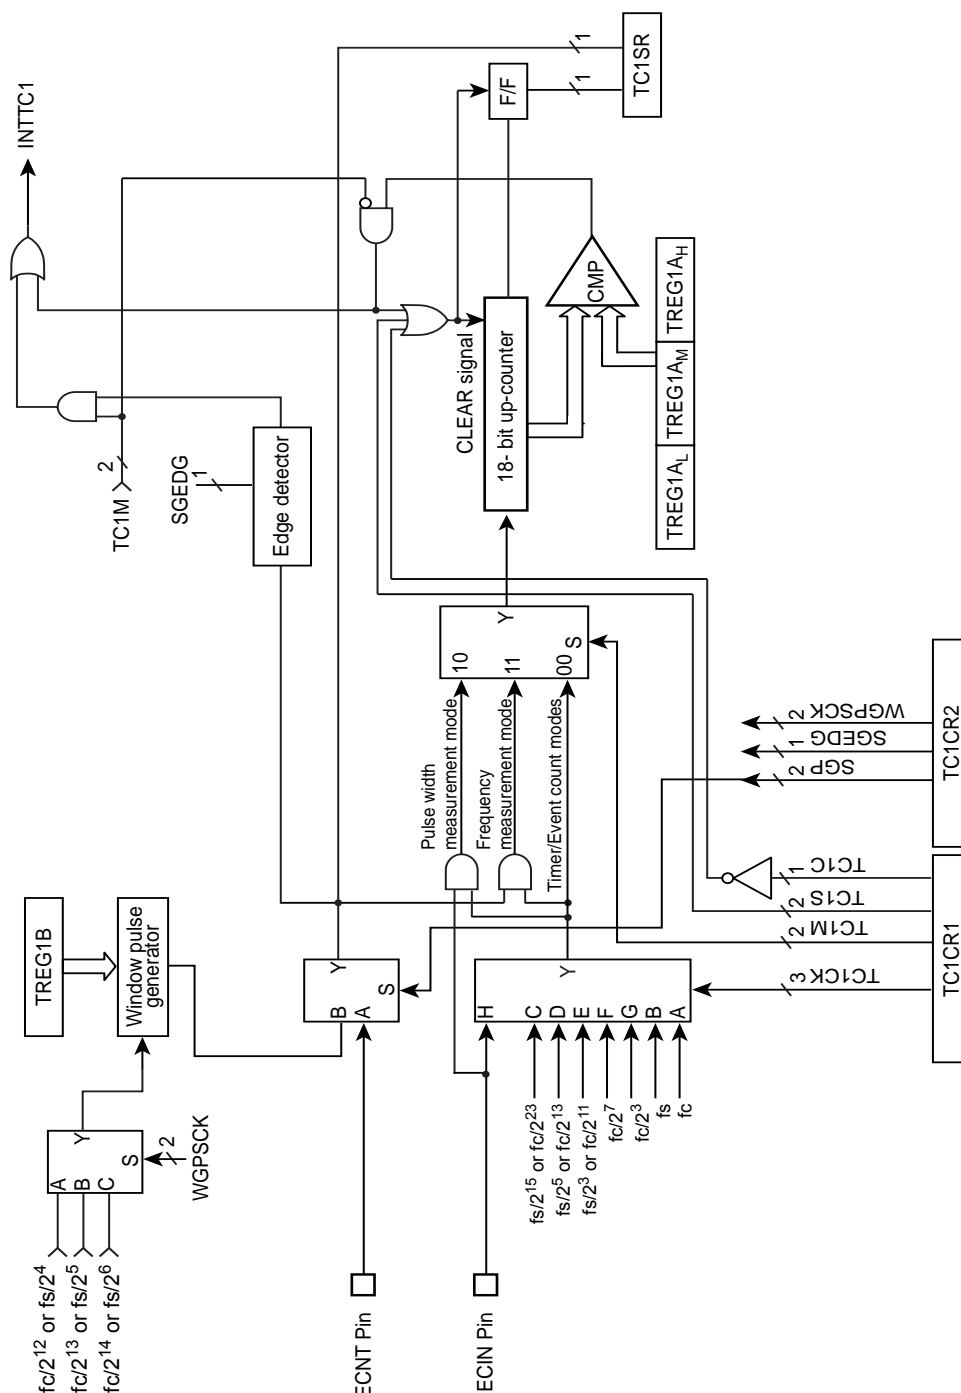 fc/2^12 or fs/2^4
fc/2^13 or fs/2^5
fc/2^14 or fs/2^6
A
B
C
Y
S
2
WGPSCK
TREG1B
Window pulse
generator
ECNT Pin
B
A
Y
S
ECIN Pin
H
C
D
E
F
G
B
A
Y
fs/2^15 or fc/2^23
fs/2^5 or fc/2^13
fs/2^3 or fc/2^11
fc/2^7
fc/2^3
fs
fc
TC1M
2
SGEDG
1
Edge detector
Pulse width
measurement mode
Frequency
measurement mode
Timer/Event count modes
10
11
00
Y
S
INTTC1
CLEAR signal
18- bit up-counter
F/F
CMP
TREG1A_L
TREG1A_M
TREG1A_H
1
1
TC1SR
3
TC1CK
2
TC1M
2
TC1S
1
TC1C
TC1CR1
2
SGP
1
SGEDG
2
WGPSCK
TC1CR2